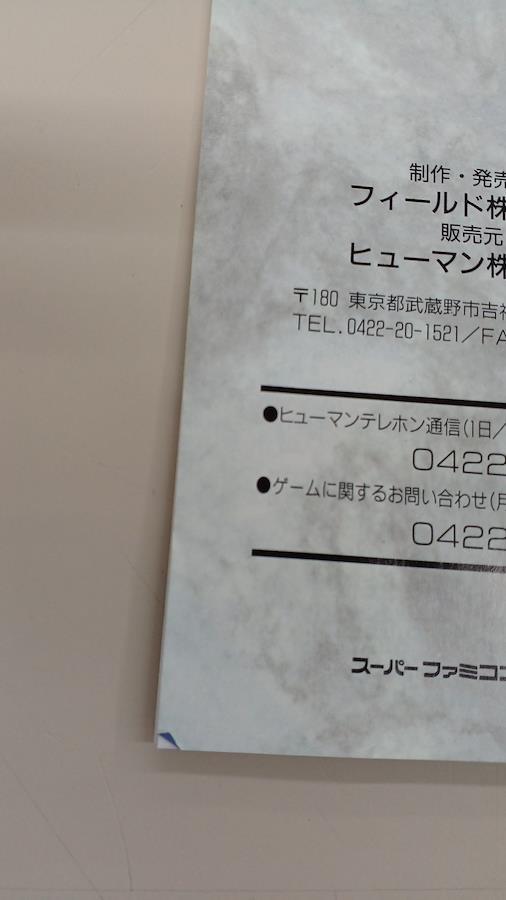 制作・発売
フィールド株
販売元
ヒューマン株
〒180 東京都武蔵野市吉祥
TEL.0422-20-1521／FA
●ヒューマンテレホン通信(1日／
0422
●ゲームに関するお問い合わせ(月
0422
スーパーファミコン